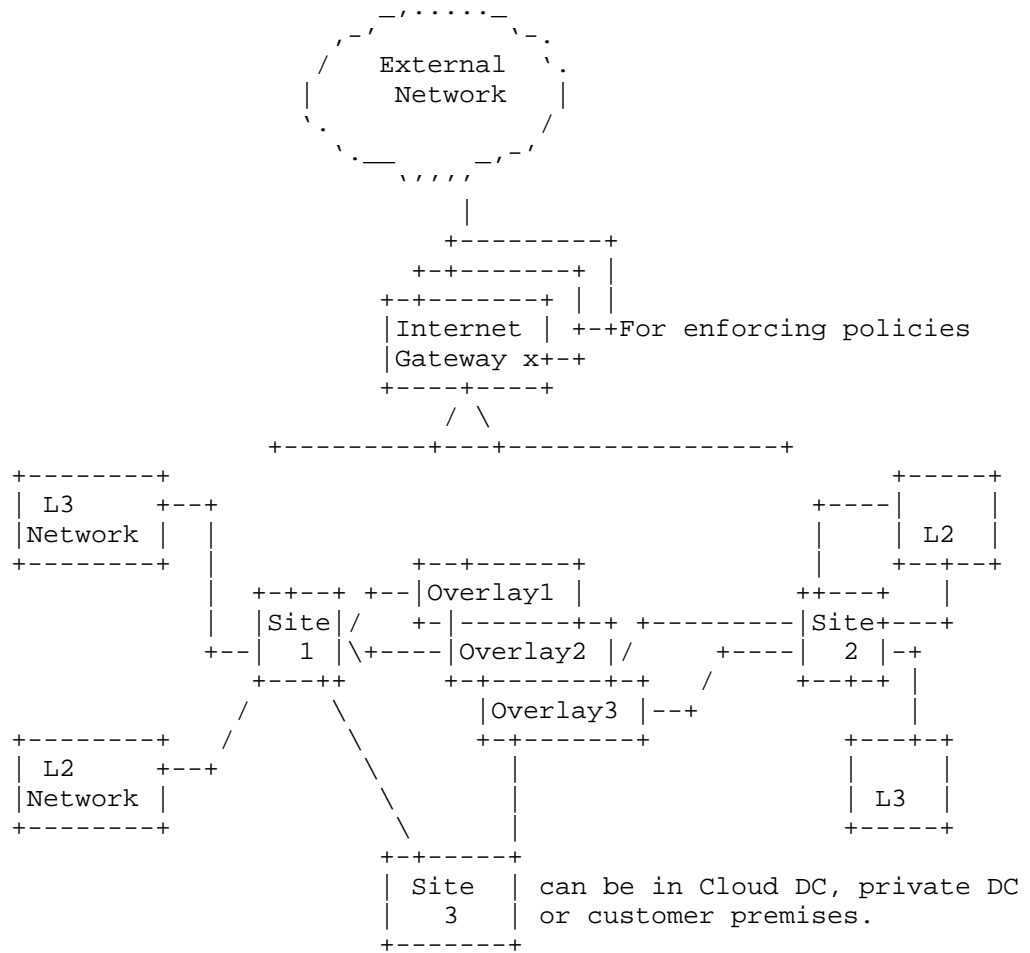 External
Network
For enforcing policies
Internet
Gateway x
L3
Network
L2
Overlay1
Site
1
Site
2
Overlay2
Overlay3
L2
Network
L3
Site
3
can be in Cloud DC, private DC
or customer premises.